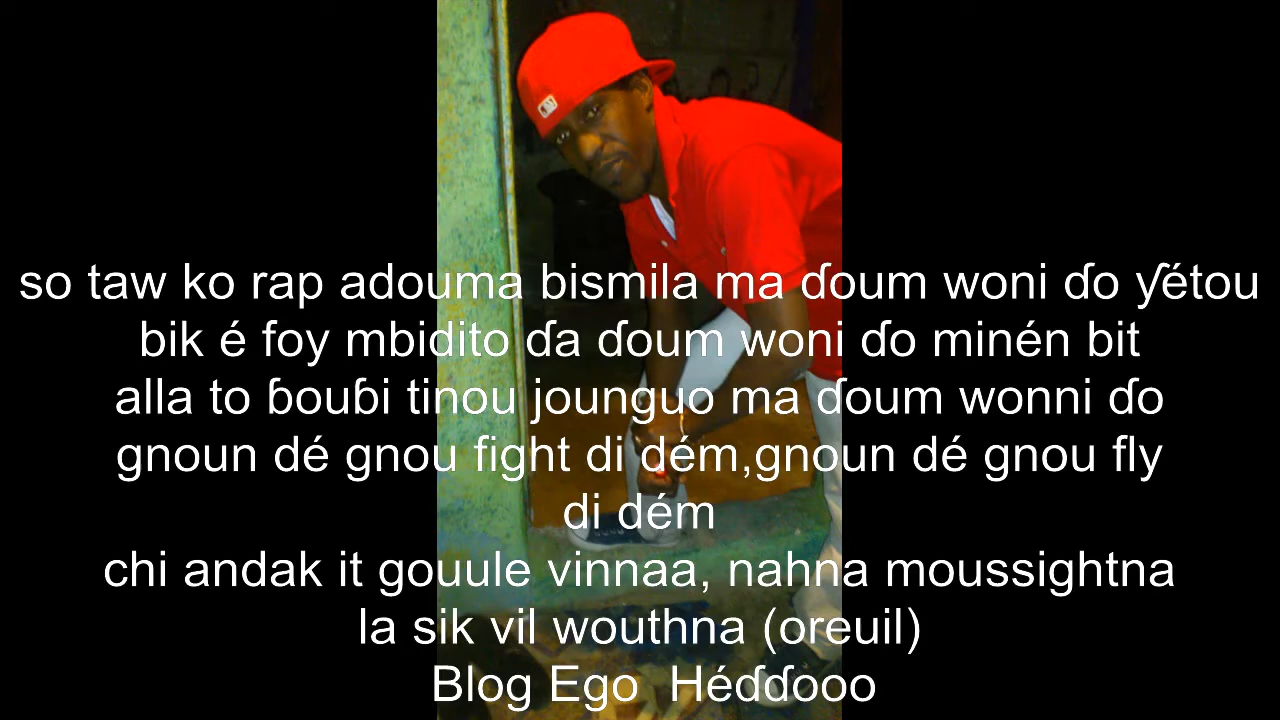 so taw ko rap adouma bismila ma ɗoum woni ɗo ƴétou
bik é foy mbidito ɗa ɗoum woni ɗo minén bit
alla to ɓouɓi tinou jounguo ma ɗoum wonni ɗo
gnoun dé gnou fight di dém,gnoun dé gnou fly
di dém
chi andak it gouule vinnaa, nahna moussightna
la sik vil wouthna (oreuil)
Blog Ego  Héɗɗooo